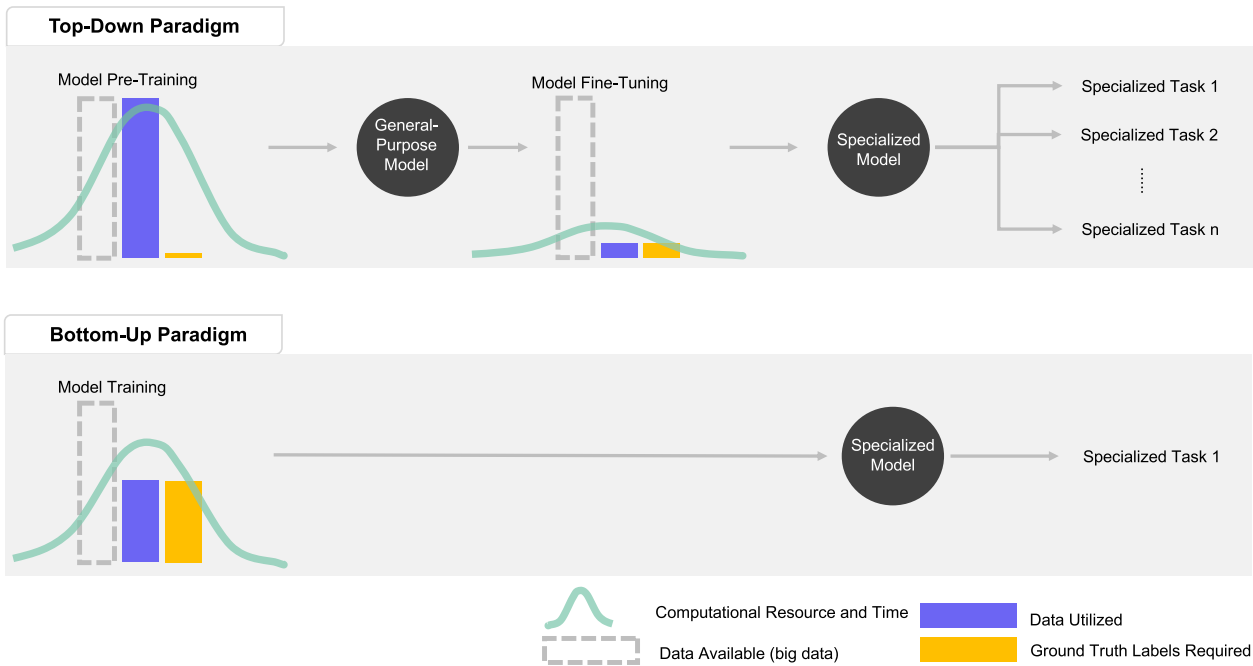 Top-Down Paradigm
Model Pre-Training
General-
Purpose
Model
Model Fine-Tuning
Specialized
Model
Specialized Task 1
Specialized Task 2
Specialized Task n
Bottom-Up Paradigm
Model Training
Specialized
Model
Specialized Task 1
Computational Resource and Time
Data Utilized
Data Available (big data)
Ground Truth Labels Required